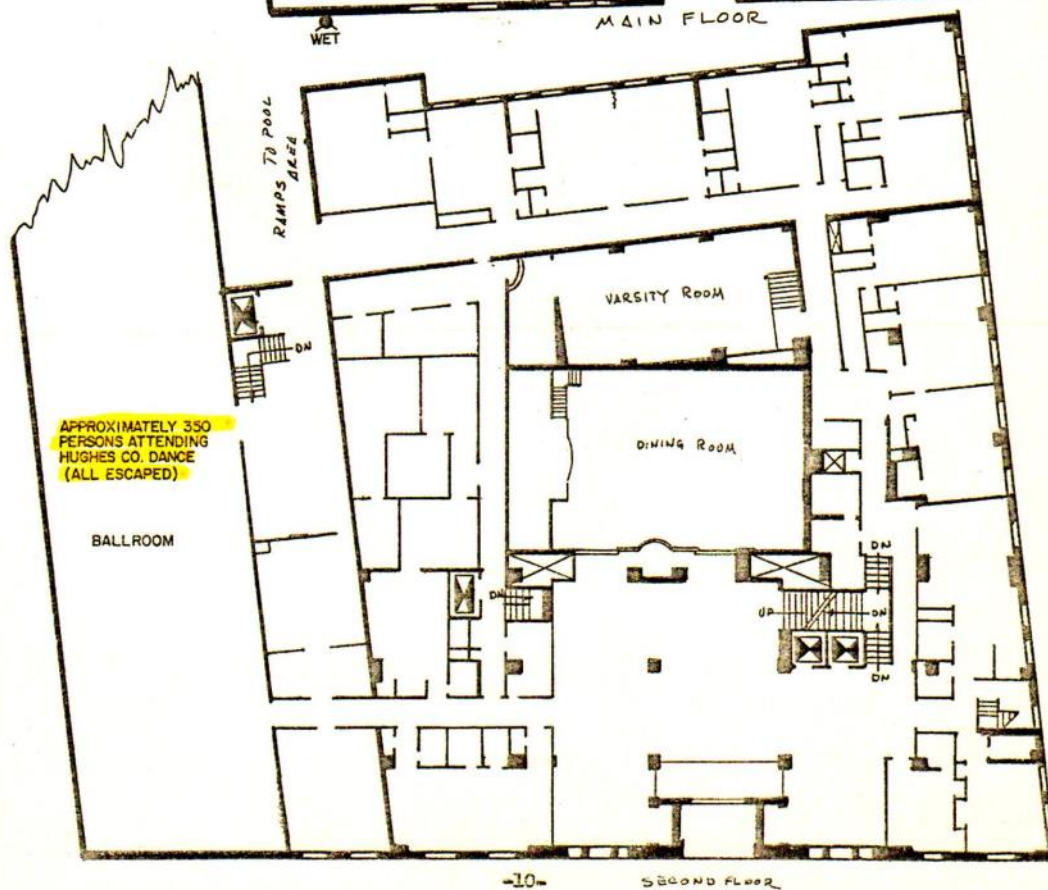 MAIN FLOOR
WET
RAMPS TO POOL
AREA
VARSITY ROOM
DN
APPROXIMATELY 350
PERSONS ATTENDING
HUGHES CO. DANCE
(ALL ESCAPED)
DINING ROOM
BALLROOM
DN
DN
UP
DN
DN
-10-
SECOND FLOOR